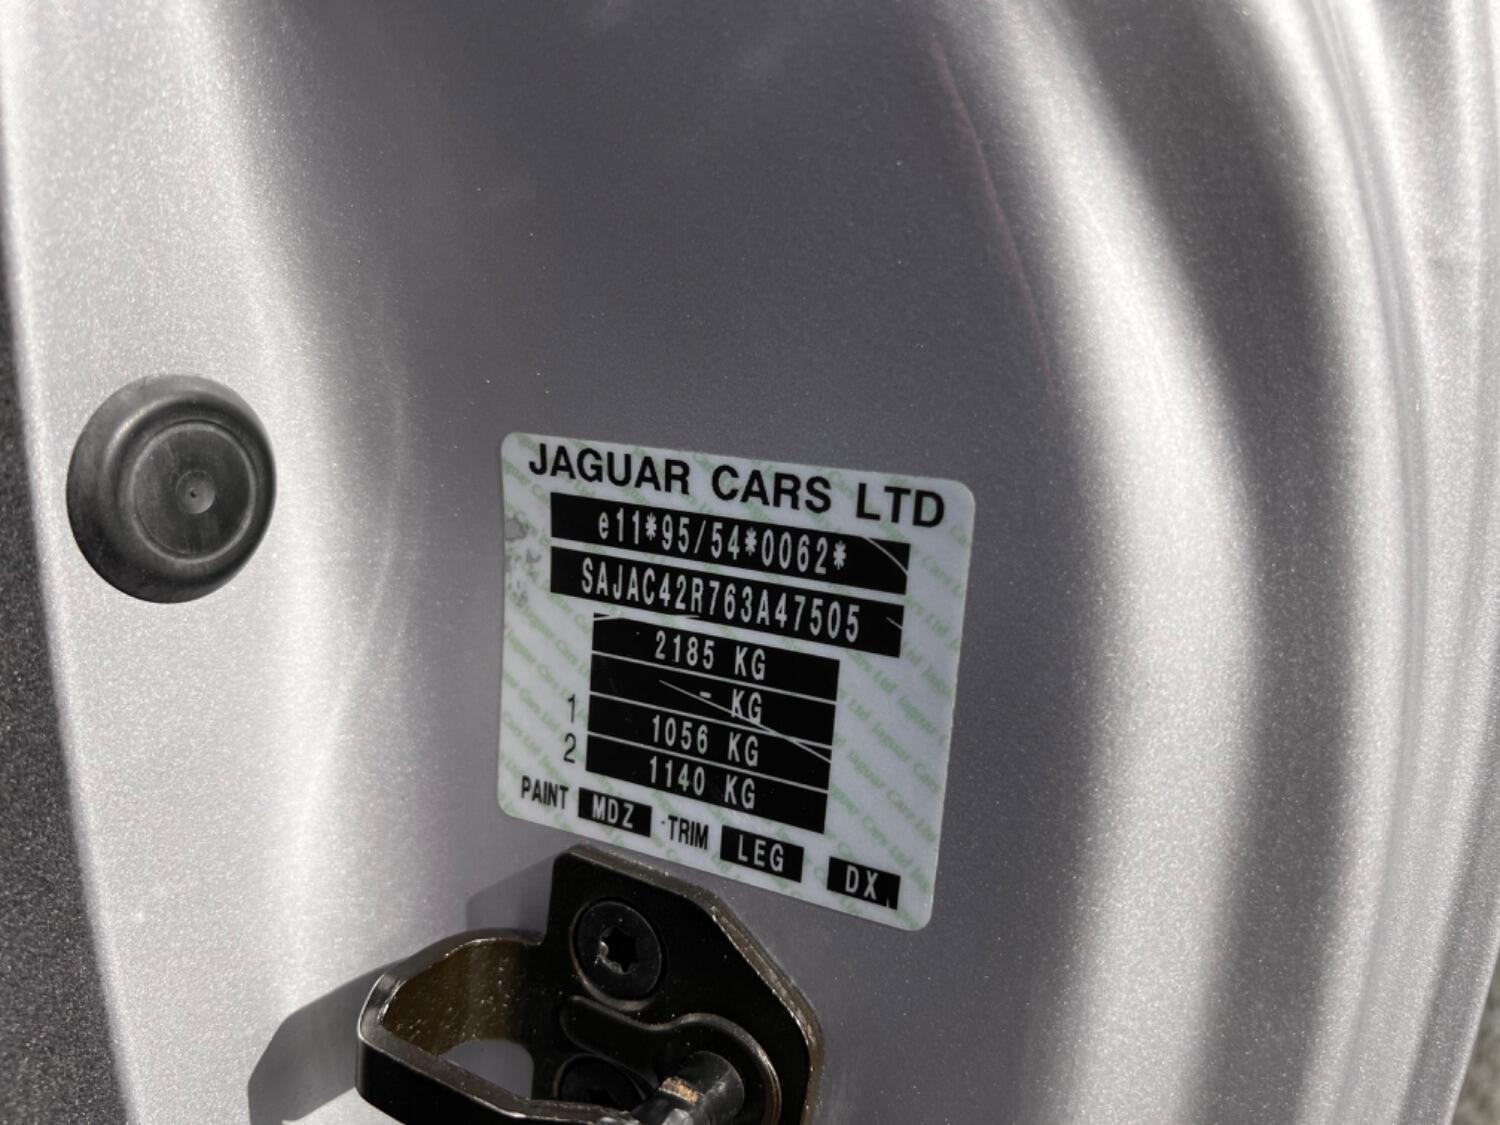 JAGUAR CARS LTD
e11*95/54*0062*
SAJAC42R763A47505
2185 KG
- KG
1 1056 KG
2 1140 KG
PAINT MDZ TRIM LEG DX